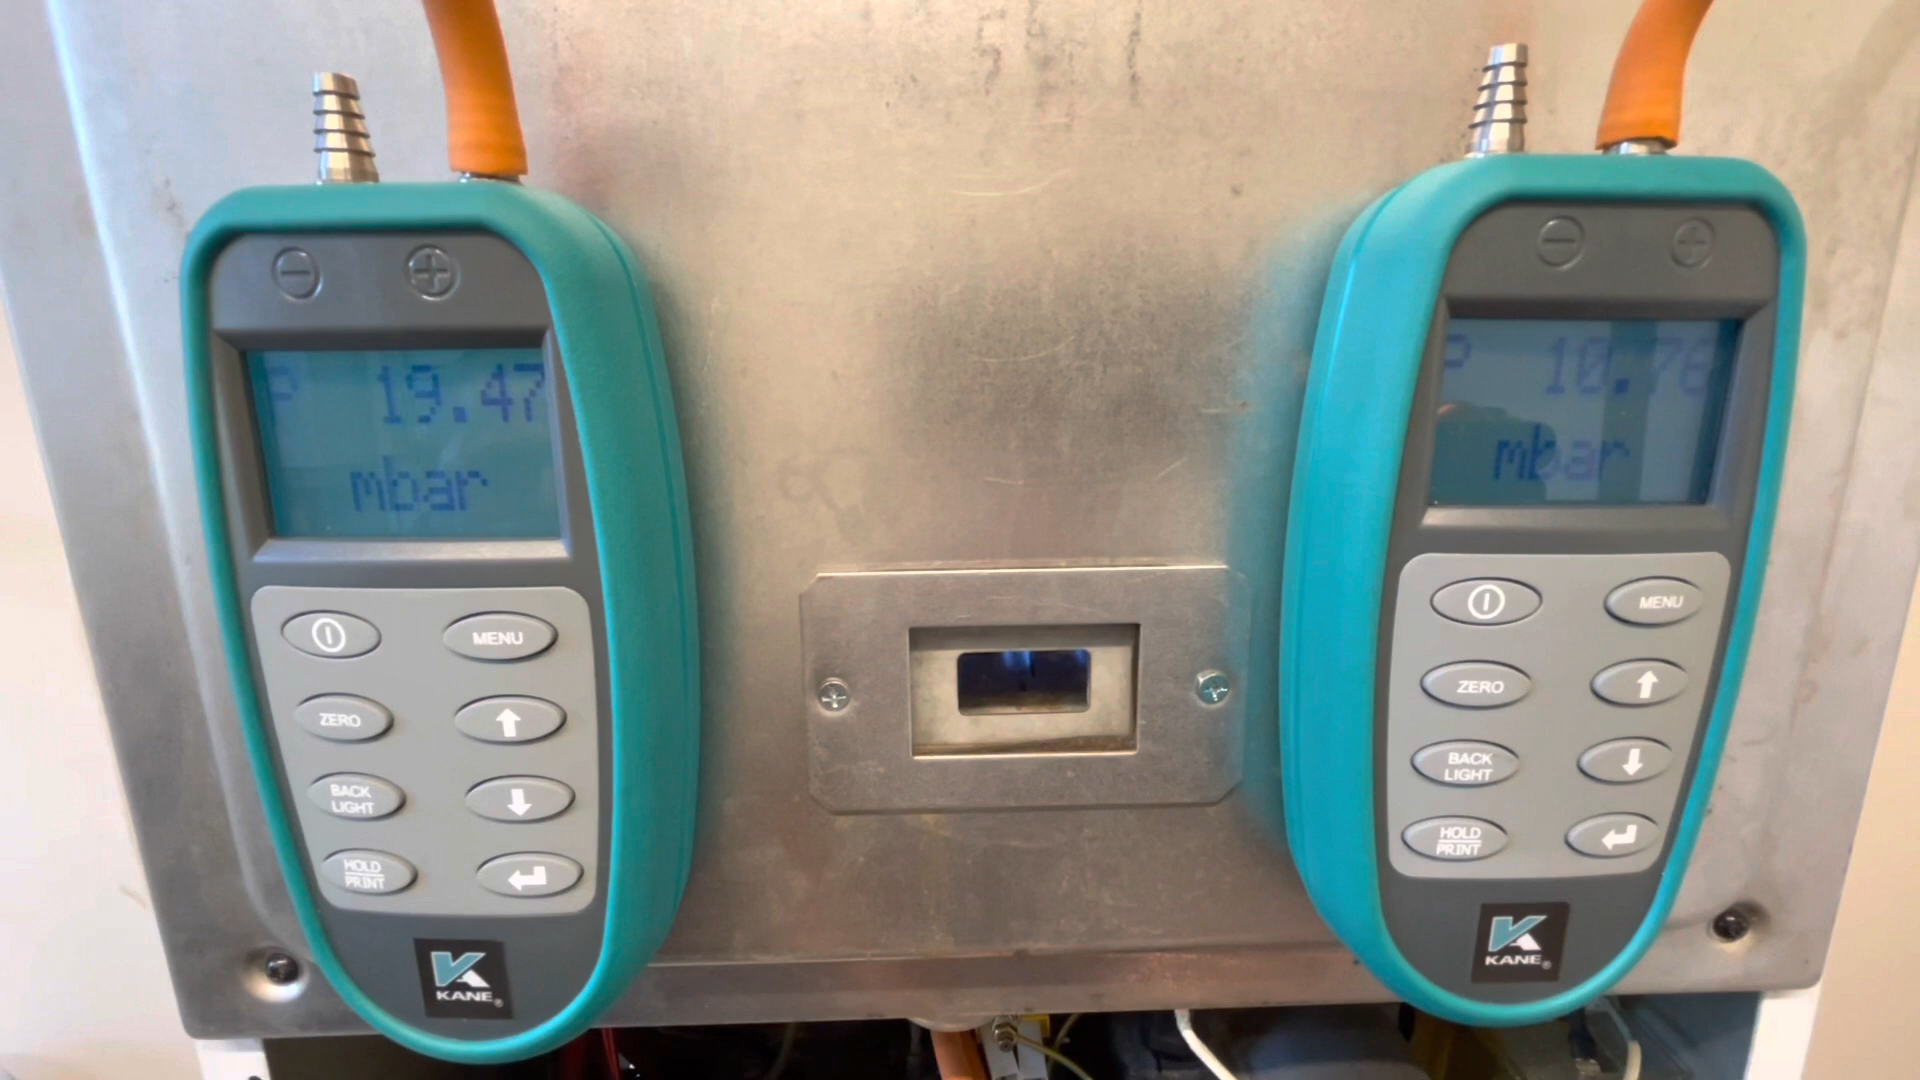 P 19.47
mbar
MENU
ZERO
BACK
LIGHT
HOLD
PRINT
KANE®
P 10.76
mbar
MENU
ZERO
BACK
LIGHT
HOLD
PRINT
KANE®